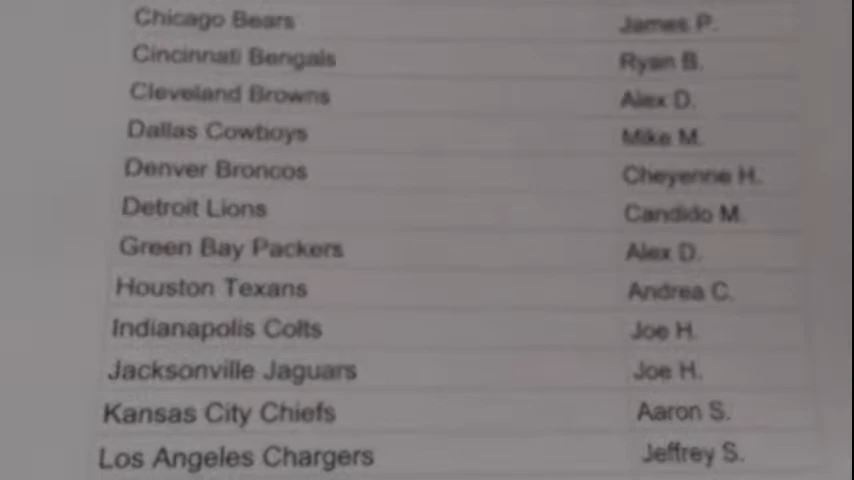 Chicago Bears James P.
Cincinnati Bengals Ryan B.
Cleveland Browns Alex D.
Dallas Cowboys Mike M.
Denver Broncos Cheyenne H.
Detroit Lions Candido M.
Green Bay Packers Alex D.
Houston Texans Andrea C.
Indianapolis Colts Joe H.
Jacksonville Jaguars Joe H.
Kansas City Chiefs Aaron S.
Los Angeles Chargers Jeffrey S.